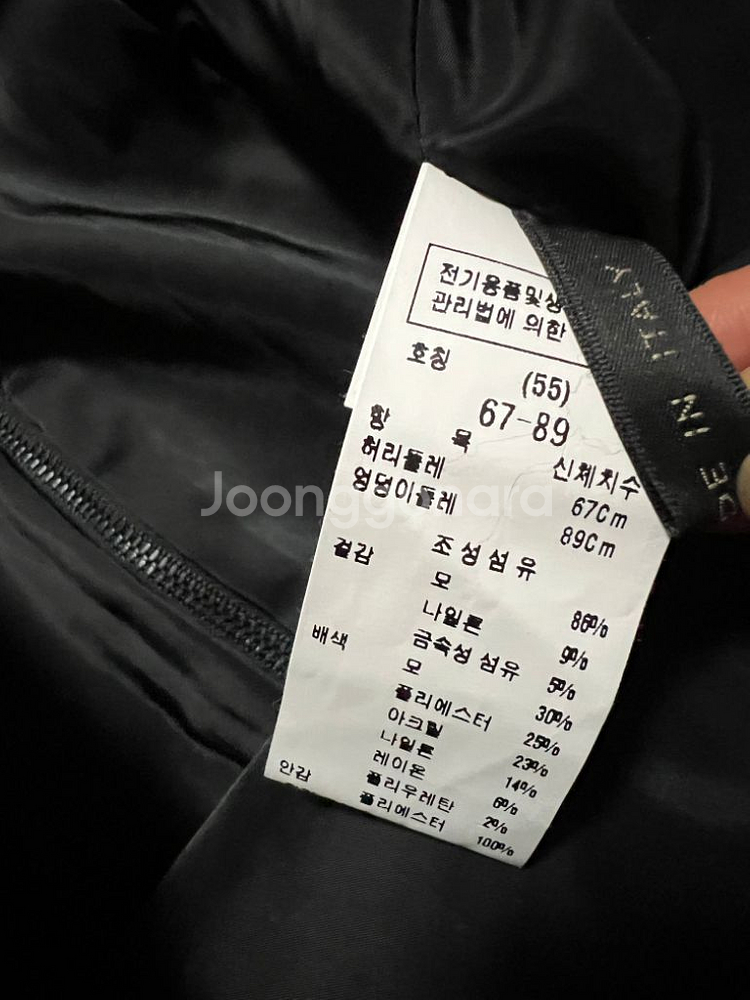 전기용품및생
관리법에 의한
호칭
(55)
67-89
항 목 신체치수
허리둘레 67Cm
엉덩이둘레 89Cm
겉감 조성섬유
모 86%
나일론 9%
금속성 섬유 5%
배색 모 30%
폴리에스터 25%
아크릴 23%
나일론 14%
레이온 6%
폴리우레탄 2%
안감 폴리에스터 100%
DE IN ITALY
Joonggonara